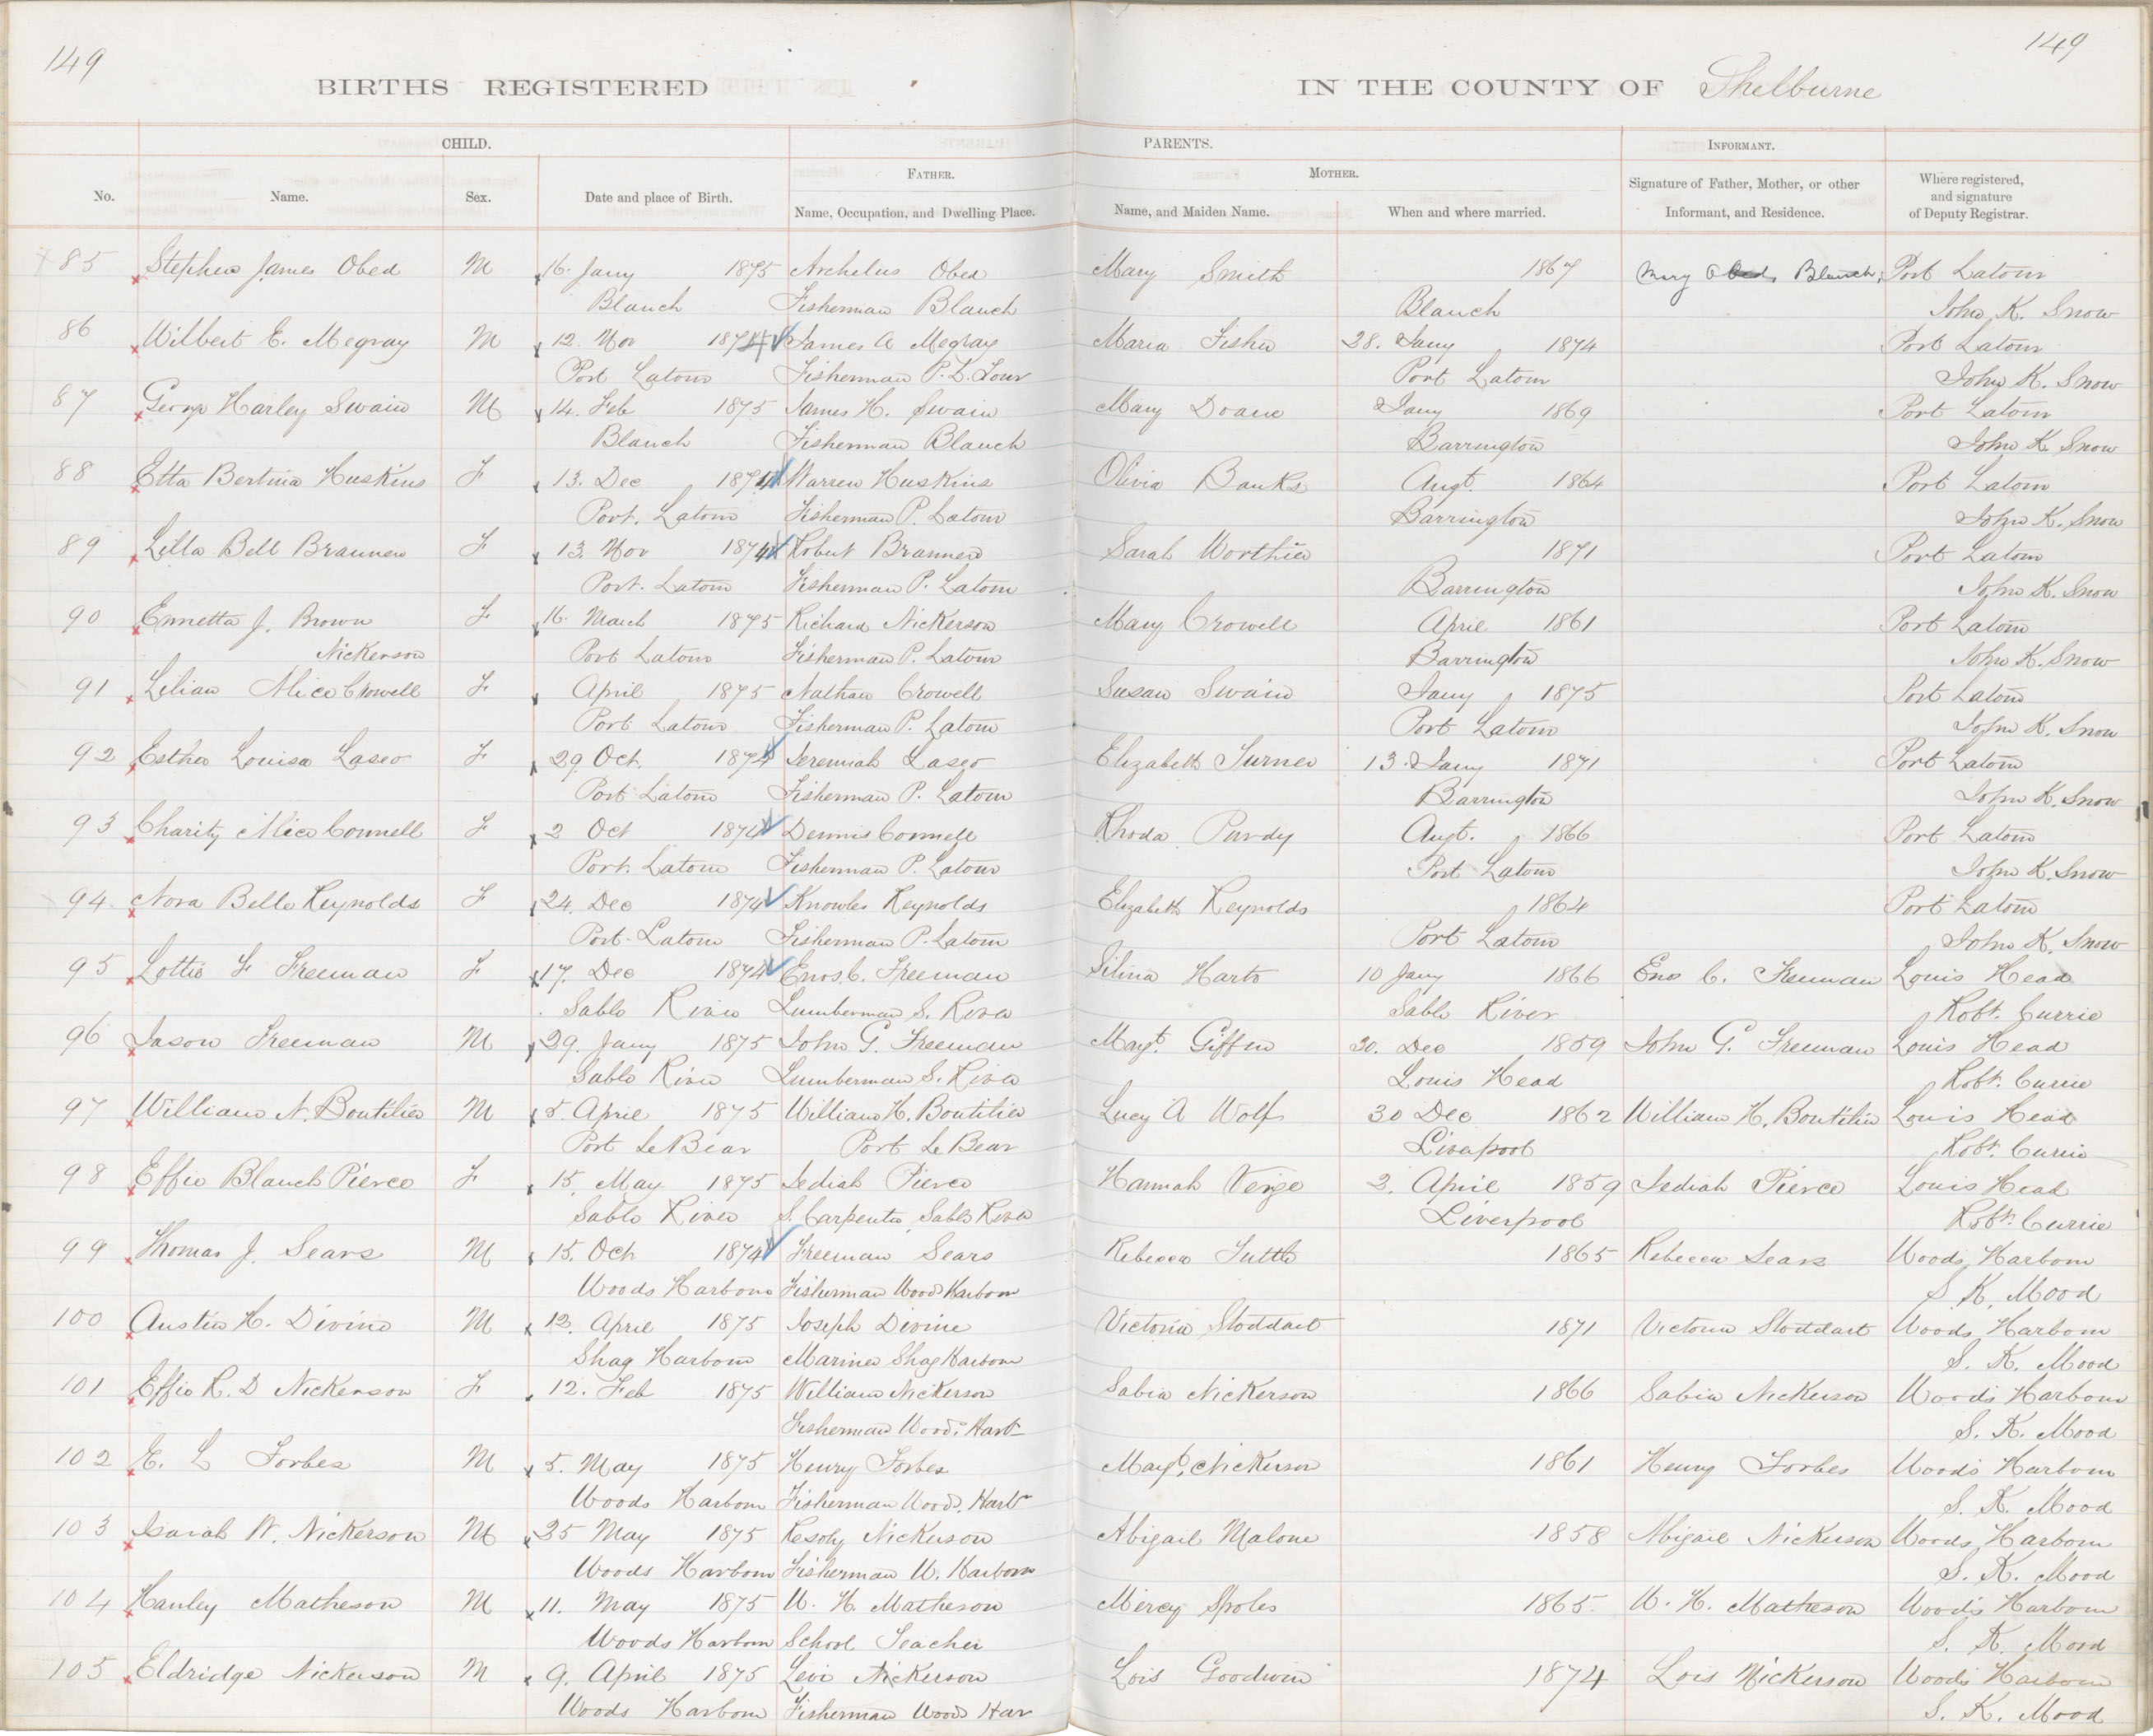 149 149
BIRTHS REGISTERED IN THE COUNTY OF Shelburne
CHILD. PARENTS. INFORMANT.
FATHER. MOTHER.
No. Name. Sex. Date and place of Birth. Name, Occupation, and Dwelling Place. Name, and Maiden Name. When and where married. Signature of Father, Mother, or other Informant, and Residence. Where registered, and signature of Deputy Registrar.
85 Stephen James Obed M 16. Jany 1875 Archelus Obed Mary Smith 1867 Mary Obed, Blanch, Port Latour
Blanch Fisherman Blanch Blanch John K. Snow
86 Wilbert E. Megray M 12. Nov 1874 James A Megray Maria Fisher 28. Jany 1874 Port Latour
Port Latour Fisherman P. L. Tour Port Latour John K. Snow
87 George Harley Swain M 14. Feb 1875 James H. Swain Mary Doane Jany 1869 Port Latour
Blanch Fisherman Blanch Barrington John K. Snow
88 Etta Bertina Huskins F 13. Dec 1874 Warren Huskins Olivia Banks Augt. 1864 Port Latour
Port. Latour Fisherman P. Latour Barrington John K. Snow
89 Lilla Bell Brannen F 13. Nov 1874 Robert Brannen Sarah Worthin 1871 Port Latour
Port. Latour Fisherman P. Latour Barrington John K. Snow
90 Ennetta J. Brown F 16. March 1875 Richard Nickerson Mary Crowell April 1861 Port Latour
Nickerson Port Latour Fisherman P. Latour Barrington John K. Snow
91 Lilian Alice Crowell F April 1875 Nathan Crowell Susan Swain Jany 1875 Port Latour
Port Latour Fisherman P. Latour Port Latour John K. Snow
92 Esther Louisa Laseo F 29. Oct. 1874 Jeremiah Laseo Elizabeth Turner 13. Jany 1871 Port Latour
Port Latour Fisherman P. Latour Barrington John K. Snow
93 Charity Alice Connell F 2 Oct 1874 Dennis Connell Rhoda Purdy Augt. 1866 Port Latour
Port. Latour Fisherman P. Latour Port Latour John K. Snow
94. Nora Belle Reynolds F 24. Dec 1874 Knowles Reynolds Elizabeth Reynolds 1864 Port Latour
Port. Latour Fisherman P. Latour Port Latour John K. Snow
95 Lottie F Freeman F 17. Dec 1874 Enos. C. Freeman Silina Harto 10 Jany 1866 Eno C. Freeman Louis Head
Sable River Lumberman S. River Sable River Robt. Currie
96 Jason Freeman M 29. Jany 1875 John G. Freeman Magt. Giffin 30. Dec 1859 John G. Freeman Louis Head
Sable River Lumberman S. River Louis Head Robt. Currie
97 William N. Boutilier M 5. April 1875 William H. Boutilier Lucy A Wolf 30 Dec 1862 William H. Boutilier Louis Head
Port LeBear Port Le Bear Liverpool Robt. Currie
98 Effie Blanch Pierce F 15. May 1875 Jediah Pierce Hannah Verge 3. April 1859 Jediah Pierce Louis Head
Sable River S. Carpenter, Sable River Liverpool Robt. Currie
99 Thomas J. Sears M 15. Oct 1874 Freeman Sears Rebecca Tuttle 1865 Rebecca Sears Woods Harbour
Woods Harbour Fisherman Woods Harbour S. K. Mood
100 Austin H. Divine M 12. April 1875 Joseph Divine Victoria Stoddart 1871 Victoria Stoddart Woods Harbour
Shag Harbour Mariner Shag Harbour S. K. Mood
101 Effie R. D Nickerson F 12. Feb 1875 William Nickerson Sabia Nickerson 1866 Sabia Nickerson Woods Harbour
Fisherman Woods Harb S. K. Mood
102 E. L Forbes M 5. May 1875 Henry Forbes Magt. Nickerson 1861 Henry Forbes Woods Harbour
Woods Harbour Fisherman Woods. Harbr S. K. Mood
103 Isaiah W. Nickerson M 25 May 1875 Resoly Nickerson Abigail Malone 1858 Abigail Nickerson Woods Harbour
Woods Harbour Fisherman W. Harbour S. K. Mood
104 Hanley Matheson M 11. May 1875 W. H. Matheson Mercy Spoles 1865 W. H. Matheson Woods Harbour
Woods Harbour School Teacher S. K. Mood
105 Eldridge Nickerson M 9. April 1875 Levi Nickerson Lois Goodwin 1874 Lois Nickerson Woods Harbour
Woods Harbour Fisherman Woods Har S. K. Mood